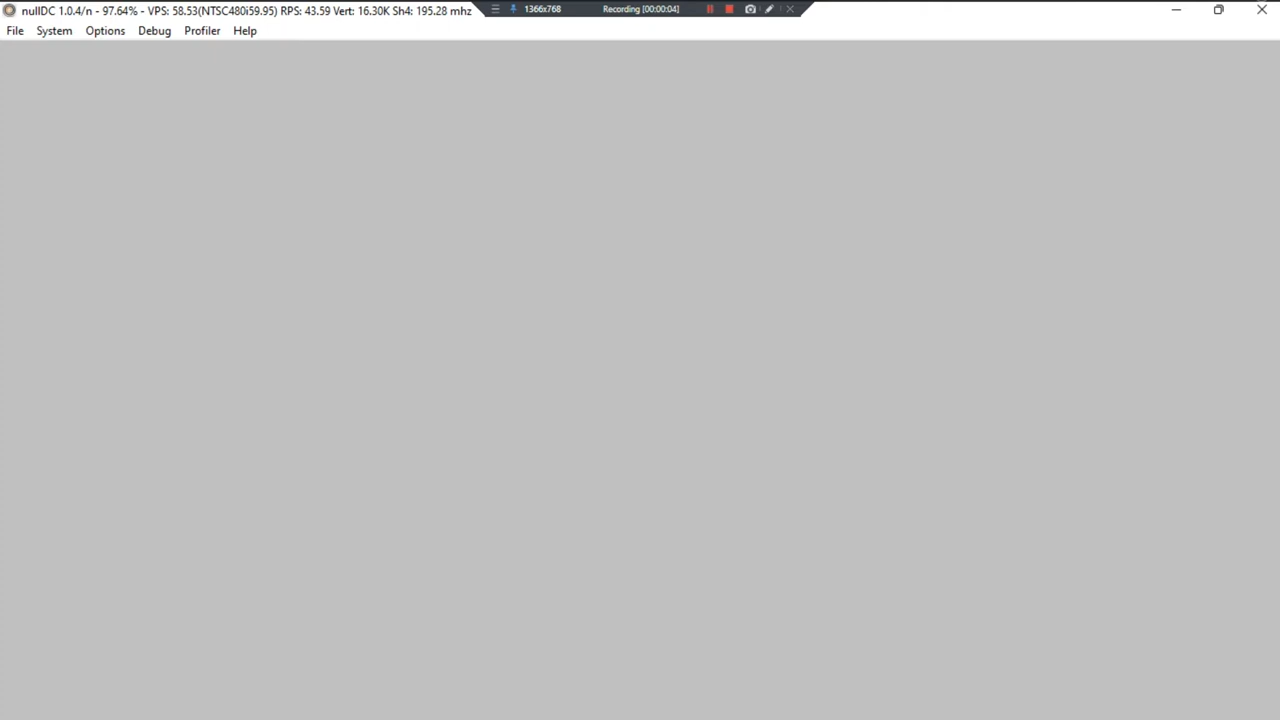 nullDC 1.0.4/n - 97.64% - VPS: 58.53(NTSC480i59.95) RPS: 43.59 Vert: 16.30K Sh4: 195.28 mhz
1366x768 Recording [00:00:04]
File System Options Debug Profiler Help